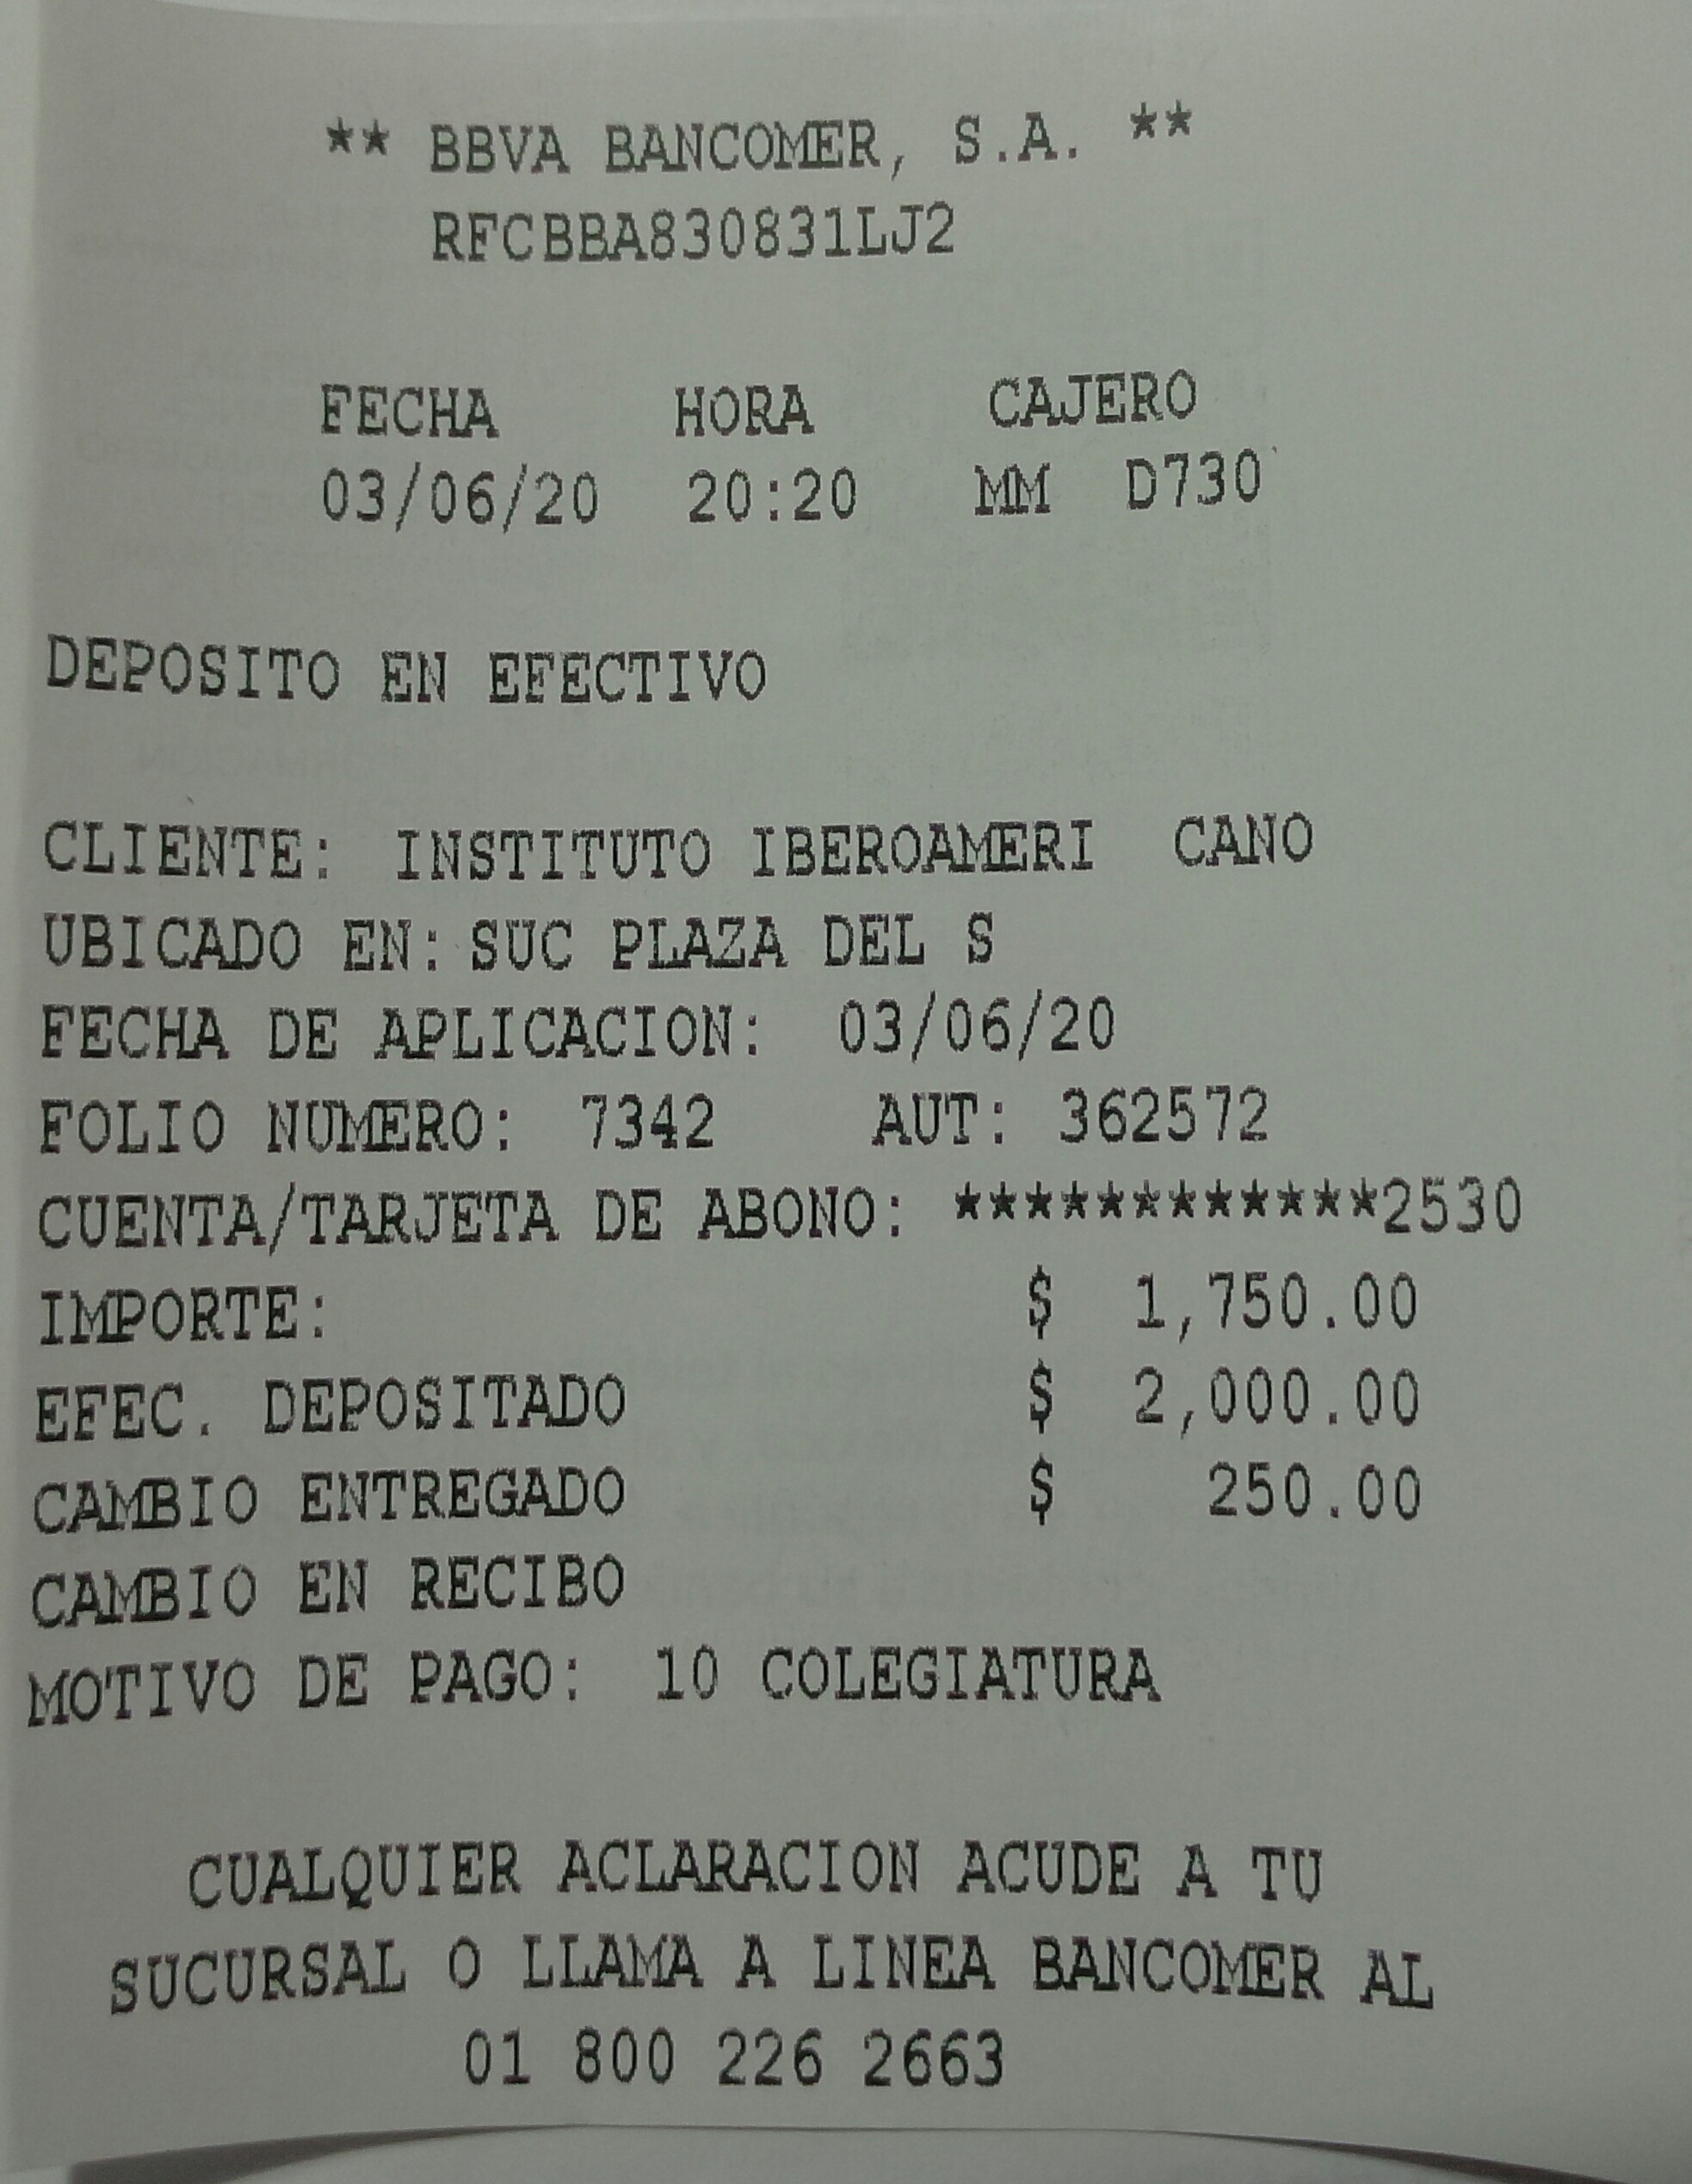 ** BBVA BANCOMER, S.A. **
RFCBBA830831LJ2
FECHA HORA CAJERO
03/06/20 20:20 MM D730
DEPOSITO EN EFECTIVO
CLIENTE: INSTITUTO IBEROAMERI CANO
UBICADO EN: SUC PLAZA DEL S
FECHA DE APLICACION: 03/06/20
FOLIO NUMERO: 7342 AUT: 362572
CUENTA/TARJETA DE ABONO: ************2530
IMPORTE: $ 1,750.00
EFEC. DEPOSITADO $ 2,000.00
CAMBIO ENTREGADO $ 250.00
CAMBIO EN RECIBO
MOTIVO DE PAGO: 10 COLEGIATURA
CUALQUIER ACLARACION ACUDE A TU
SUCURSAL O LLAMA A LINEA BANCOMER AL
01 800 226 2663